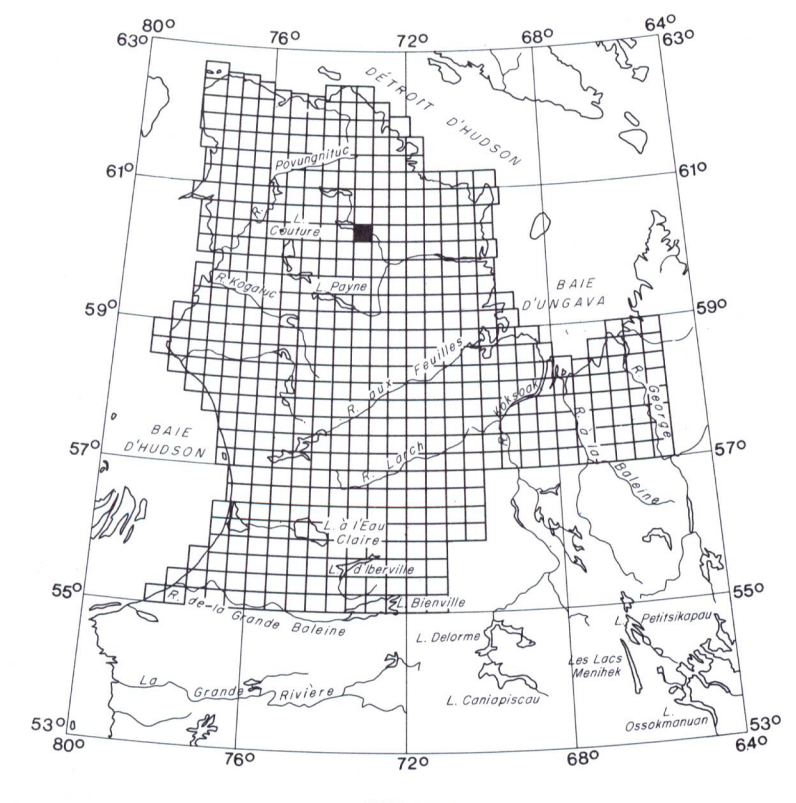 80°
76°
72°
68°
64°
63°
63°
DÉTROIT D'HUDSON
Povungnituc
61°
61°
R.
L.
Couture
BAIE
D'UNGAVA
R. Kogaluc
L. Payne
59°
59°
R. aux Feuilles
Koksoak
R. George
R. à la Baleine
BAIE
D'HUDSON
57°
57°
R. Larch
R.
L. à l'Eau
Claire
L. d'Iberville
55°
55°
R. de-la Grande Baleine
L. Bienville
L. Petitsikapau
L. Delorme
Les Lacs
Menihek
La Grande Rivière
L. Caniapiscau
L.
Ossokmanuan
53°
53°
80°
76°
72°
68°
64°